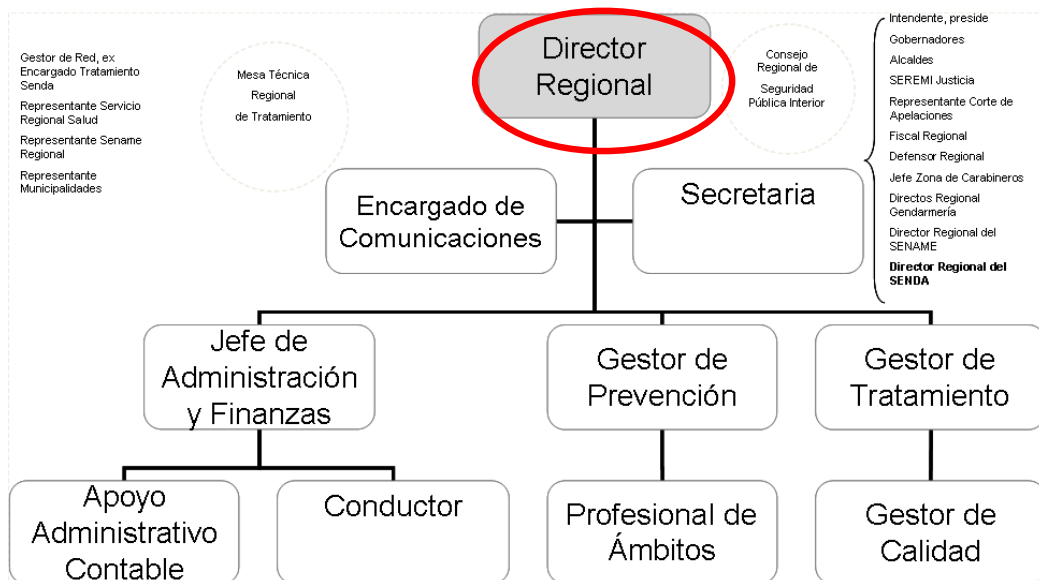 Gestor de Red, ex
Encargado Tratamiento
Senda
Representante Servicio
Regional Salud
Representante Sename
Regional
Representante
Municipalidades
Mesa Técnica
Regional
de Tratamiento
Director
Regional
Consejo
Regional de
Seguridad
Pública Interior
Intendente, preside
Gobernadores
Alcaldes
SEREMI Justicia
Representante Corte de
Apelaciones
Fiscal Regional
Defensor Regional
Jefe Zona de Carabineros
Directos Regional
Gendarmería
Director Regional del
SENAME
Director Regional del
SENDA
Encargado de
Comunicaciones
Secretaria
Jefe de
Administración
y Finanzas
Gestor de
Prevención
Gestor de
Tratamiento
Apoyo
Administrativo
Contable
Conductor
Profesional de
Ámbitos
Gestor de
Calidad